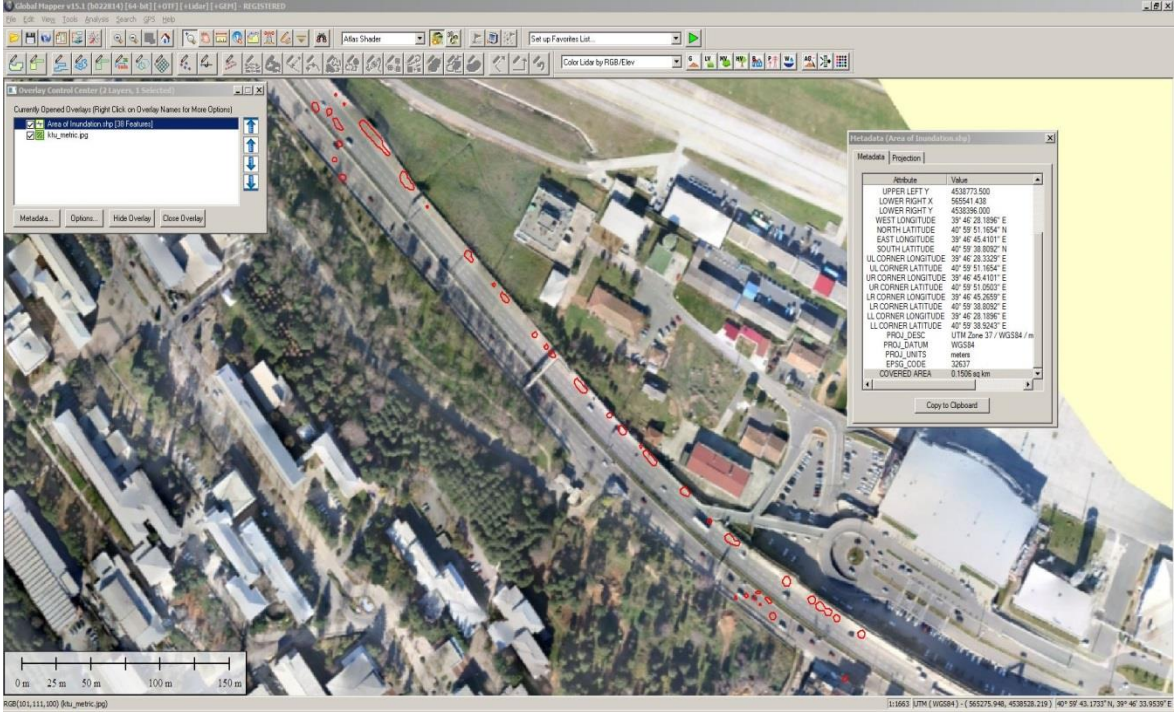 Global Mapper v15.1 (b022814) [64-bit] [+OTF] [+Lidar] [+GEM] - REGISTERED
File Edit View Tools Analysis Search GPS Help
Atlas Shader
Set up Favorites List...
Color Lidar by RGB/Elev
Overlay Control Center (2 Layers, 1 Selected)
Currently Opened Overlays (Right Click on Overlay Names for More Options)
Area of Inundation.shp [38 Features]
ktu_metric.jpg
Metadata... Options... Hide Overlay Close Overlay
Metadata (Area of Inundation.shp)
Metadata Projection
Attribute Value
UPPER LEFT Y 4538773.500
LOWER RIGHT X 565541.438
LOWER RIGHT Y 4538396.000
WEST LONGITUDE 39° 46' 28.1896" E
NORTH LATITUDE 40° 59' 51.1654" N
EAST LONGITUDE 39° 46' 45.4101" E
SOUTH LATITUDE 40° 59' 38.8092" N
UL CORNER LONGITUDE 39° 46' 28.3329" E
UL CORNER LATITUDE 40° 59' 51.1654" N
UR CORNER LONGITUDE 39° 46' 45.4101" E
UR CORNER LATITUDE 40° 59' 51.0503" N
LR CORNER LONGITUDE 39° 46' 45.2659" E
LR CORNER LATITUDE 40° 59' 38.8092" N
LL CORNER LONGITUDE 39° 46' 28.1896" E
LL CORNER LATITUDE 40° 59' 38.9243" N
PROJ_DESC UTM Zone 37 / WGS84 / m
PROJ_DATUM WGS84
PROJ_UNITS meters
EPSG_CODE 32637
COVERED AREA 0.1506 sq km
Copy to Clipboard
0 m 25 m 50 m 100 m 150 m
RGB(101,111,100) (ktu_metric.jpg)
1:1663 UTM ( WGS84 ) - ( 565275.948, 4538528.219 ) 40° 59' 43.1733" N, 39° 46' 33.9539" E